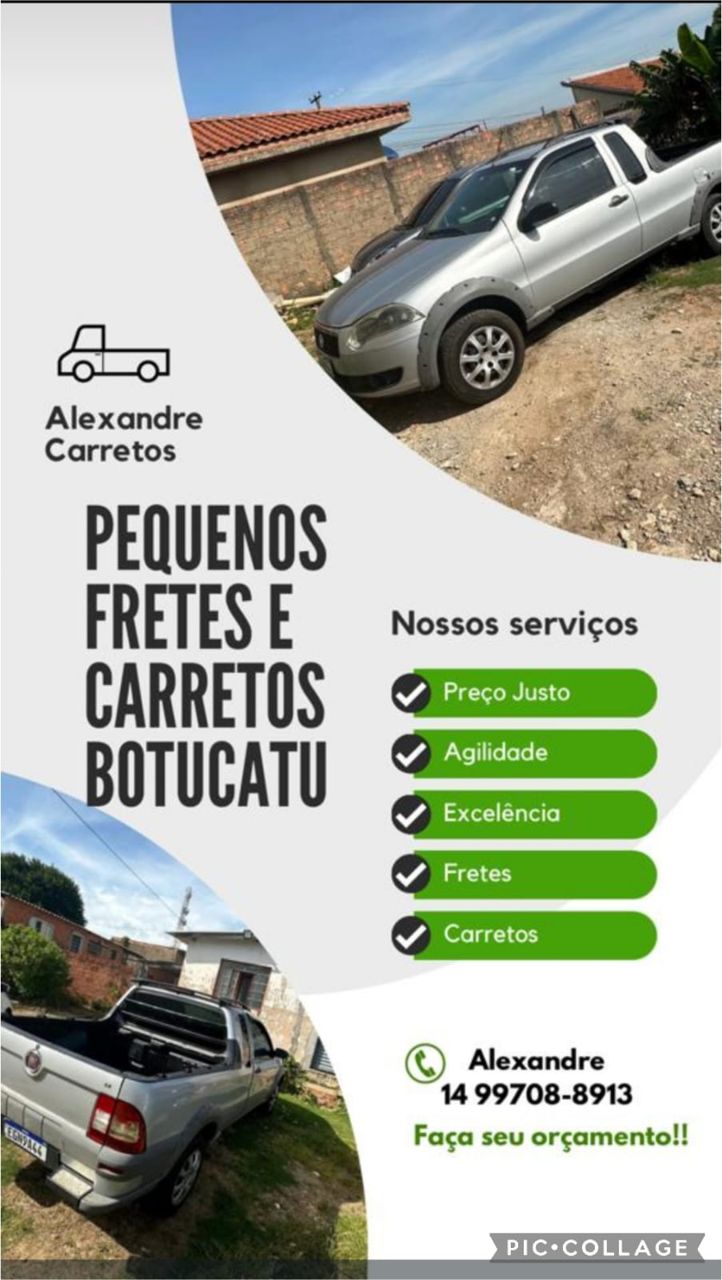 Alexandre
Carretos
PEQUENOS
FRETES E
CARRETOS
BOTUCATU
Nossos serviços
Preço Justo
Agilidade
Excelência
Fretes
Carretos
Alexandre
14 99708-8913
Faça seu orçamento!!
EGN9A44
PIC•COLLAGE